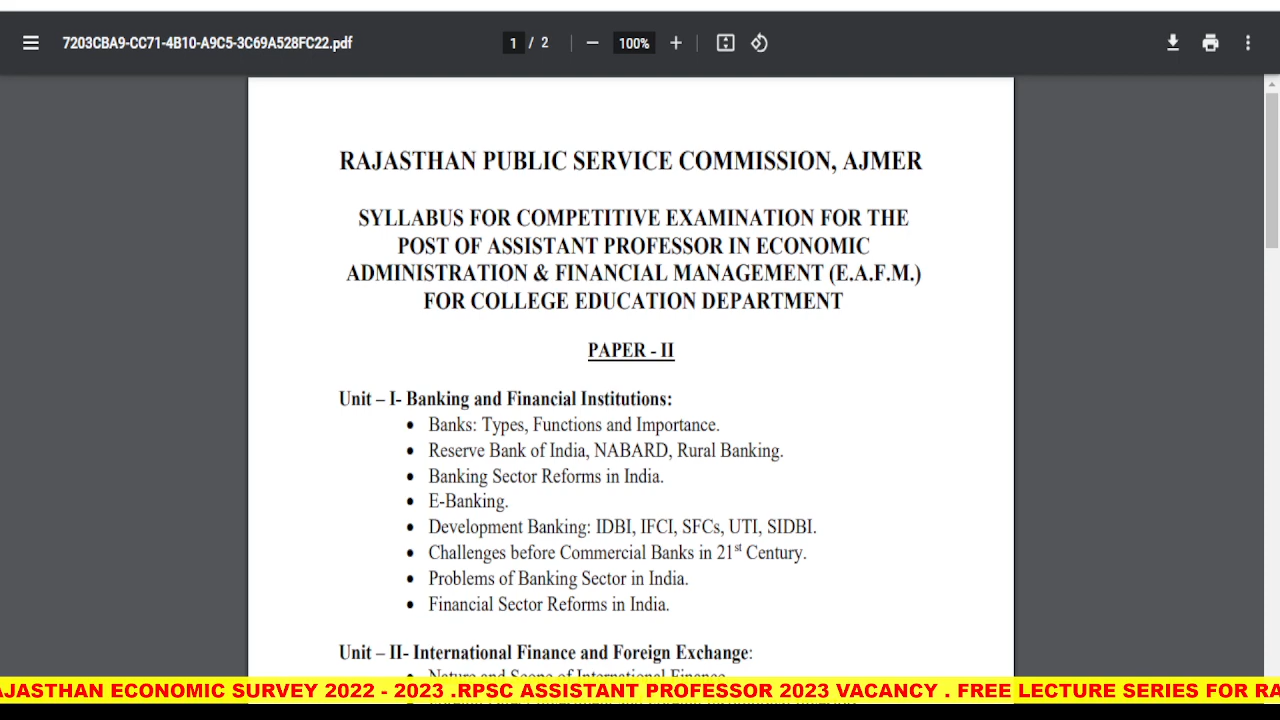 7203CBA9-CC71-4B10-A9C5-3C69A528FC22.pdf
1 / 2
100%
RAJASTHAN PUBLIC SERVICE COMMISSION, AJMER
SYLLABUS FOR COMPETITIVE EXAMINATION FOR THE
POST OF ASSISTANT PROFESSOR IN ECONOMIC
ADMINISTRATION & FINANCIAL MANAGEMENT (E.A.F.M.)
FOR COLLEGE EDUCATION DEPARTMENT
PAPER - II
Unit – I- Banking and Financial Institutions:
• Banks: Types, Functions and Importance.
• Reserve Bank of India, NABARD, Rural Banking.
• Banking Sector Reforms in India.
• E-Banking.
• Development Banking: IDBI, IFCI, SFCs, UTI, SIDBI.
• Challenges before Commercial Banks in 21st Century.
• Problems of Banking Sector in India.
• Financial Sector Reforms in India.
Unit – II- International Finance and Foreign Exchange:
• Nature and Scope of International Finance.
AJASTHAN ECONOMIC SURVEY 2022 - 2023 .RPSC ASSISTANT PROFESSOR 2023 VACANCY . FREE LECTURE SERIES FOR RA